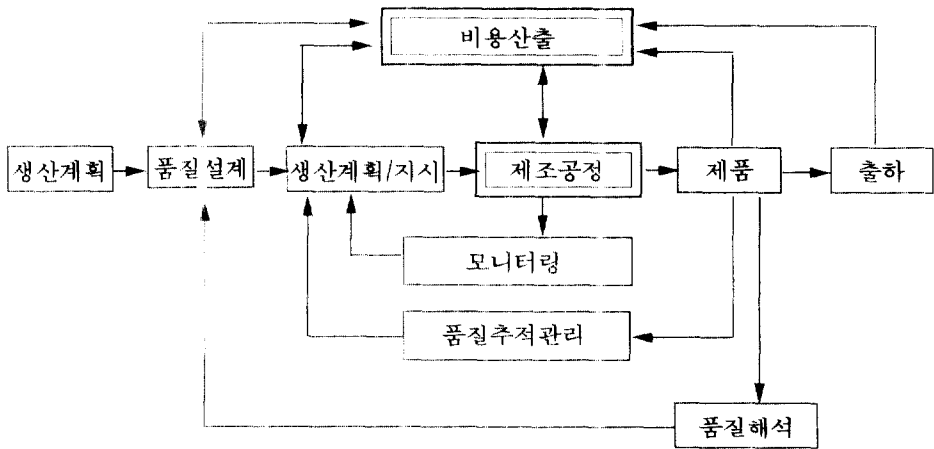 비용산출
생산계획
품질설계
생산계획/지시
제조공정
제품
출하
모니터링
품질추적관리
품질해석